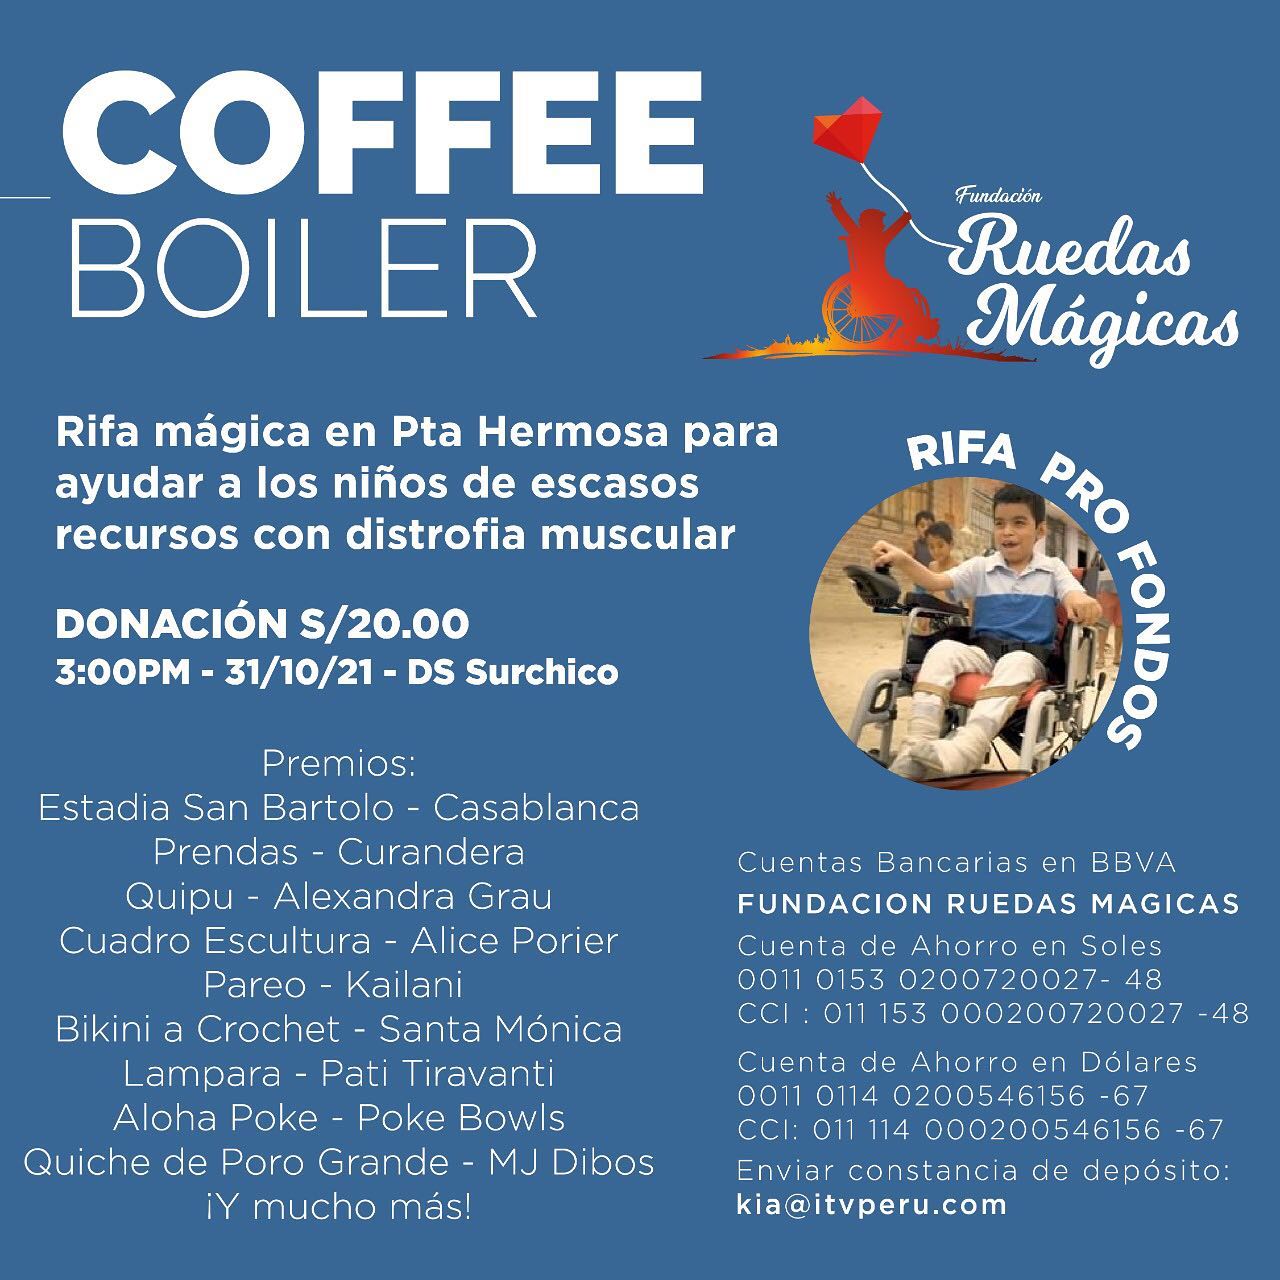 COFFEE
BOILER
Fundación
Ruedas
Mágicas
Rifa mágica en Pta Hermosa para
ayudar a los niños de escasos
recursos con distrofia muscular
RIFA PRO FONDOS
DONACIÓN S/20.00
3:00PM - 31/10/21 - DS Surchico
Premios:
Estadia San Bartolo - Casablanca
Prendas - Curandera
Quipu - Alexandra Grau
Cuadro Escultura - Alice Porier
Pareo - Kailani
Bikini a Crochet - Santa Mónica
Lampara - Pati Tiravanti
Aloha Poke - Poke Bowls
Quiche de Poro Grande - MJ Dibos
¡Y mucho más!
Cuentas Bancarias en BBVA
FUNDACION RUEDAS MAGICAS
Cuenta de Ahorro en Soles
0011 0153 0200720027- 48
CCI : 011 153 000200720027 -48
Cuenta de Ahorro en Dólares
0011 0114 0200546156 -67
CCI: 011 114 000200546156 -67
Enviar constancia de depósito:
kia@itvperu.com